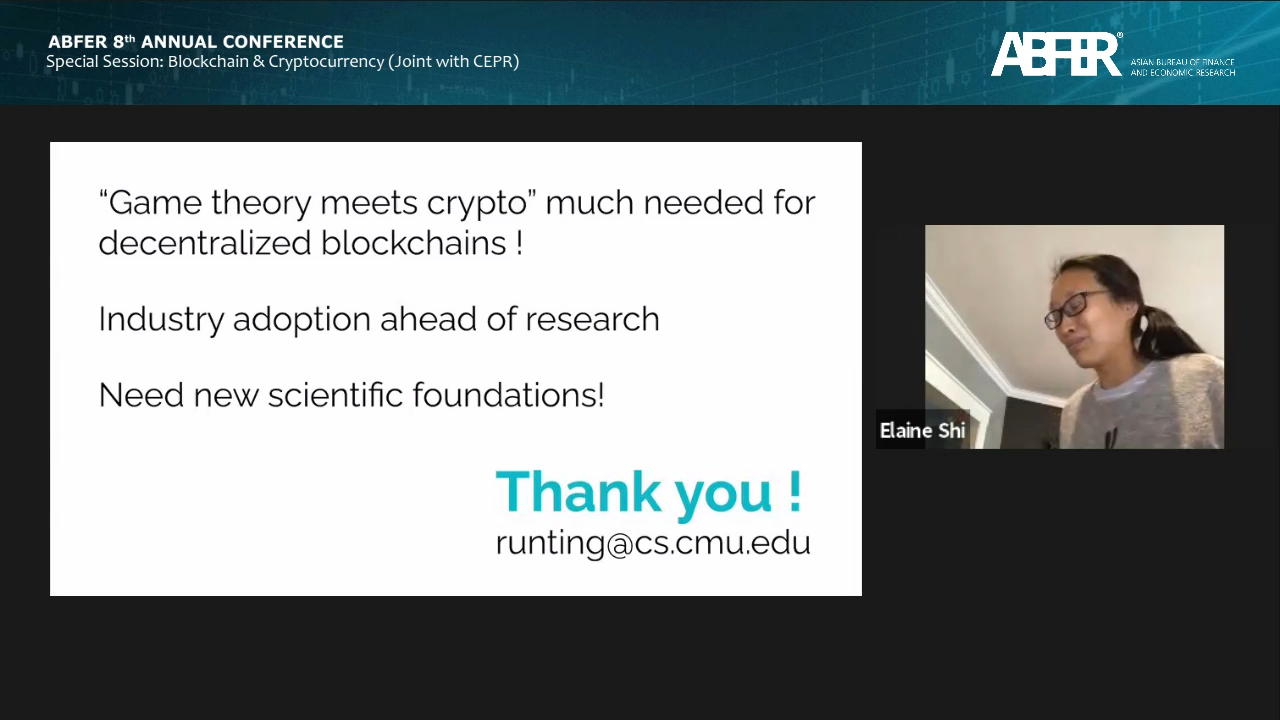 ABFER 8th ANNUAL CONFERENCE
Special Session: Blockchain & Cryptocurrency (Joint with CEPR)
ABFER®
ASIAN BUREAU OF FINANCE
AND ECONOMIC RESEARCH
“Game theory meets crypto” much needed for
decentralized blockchains !
Industry adoption ahead of research
Need new scientific foundations!
Thank you !
runting@cs.cmu.edu
Elaine Shi